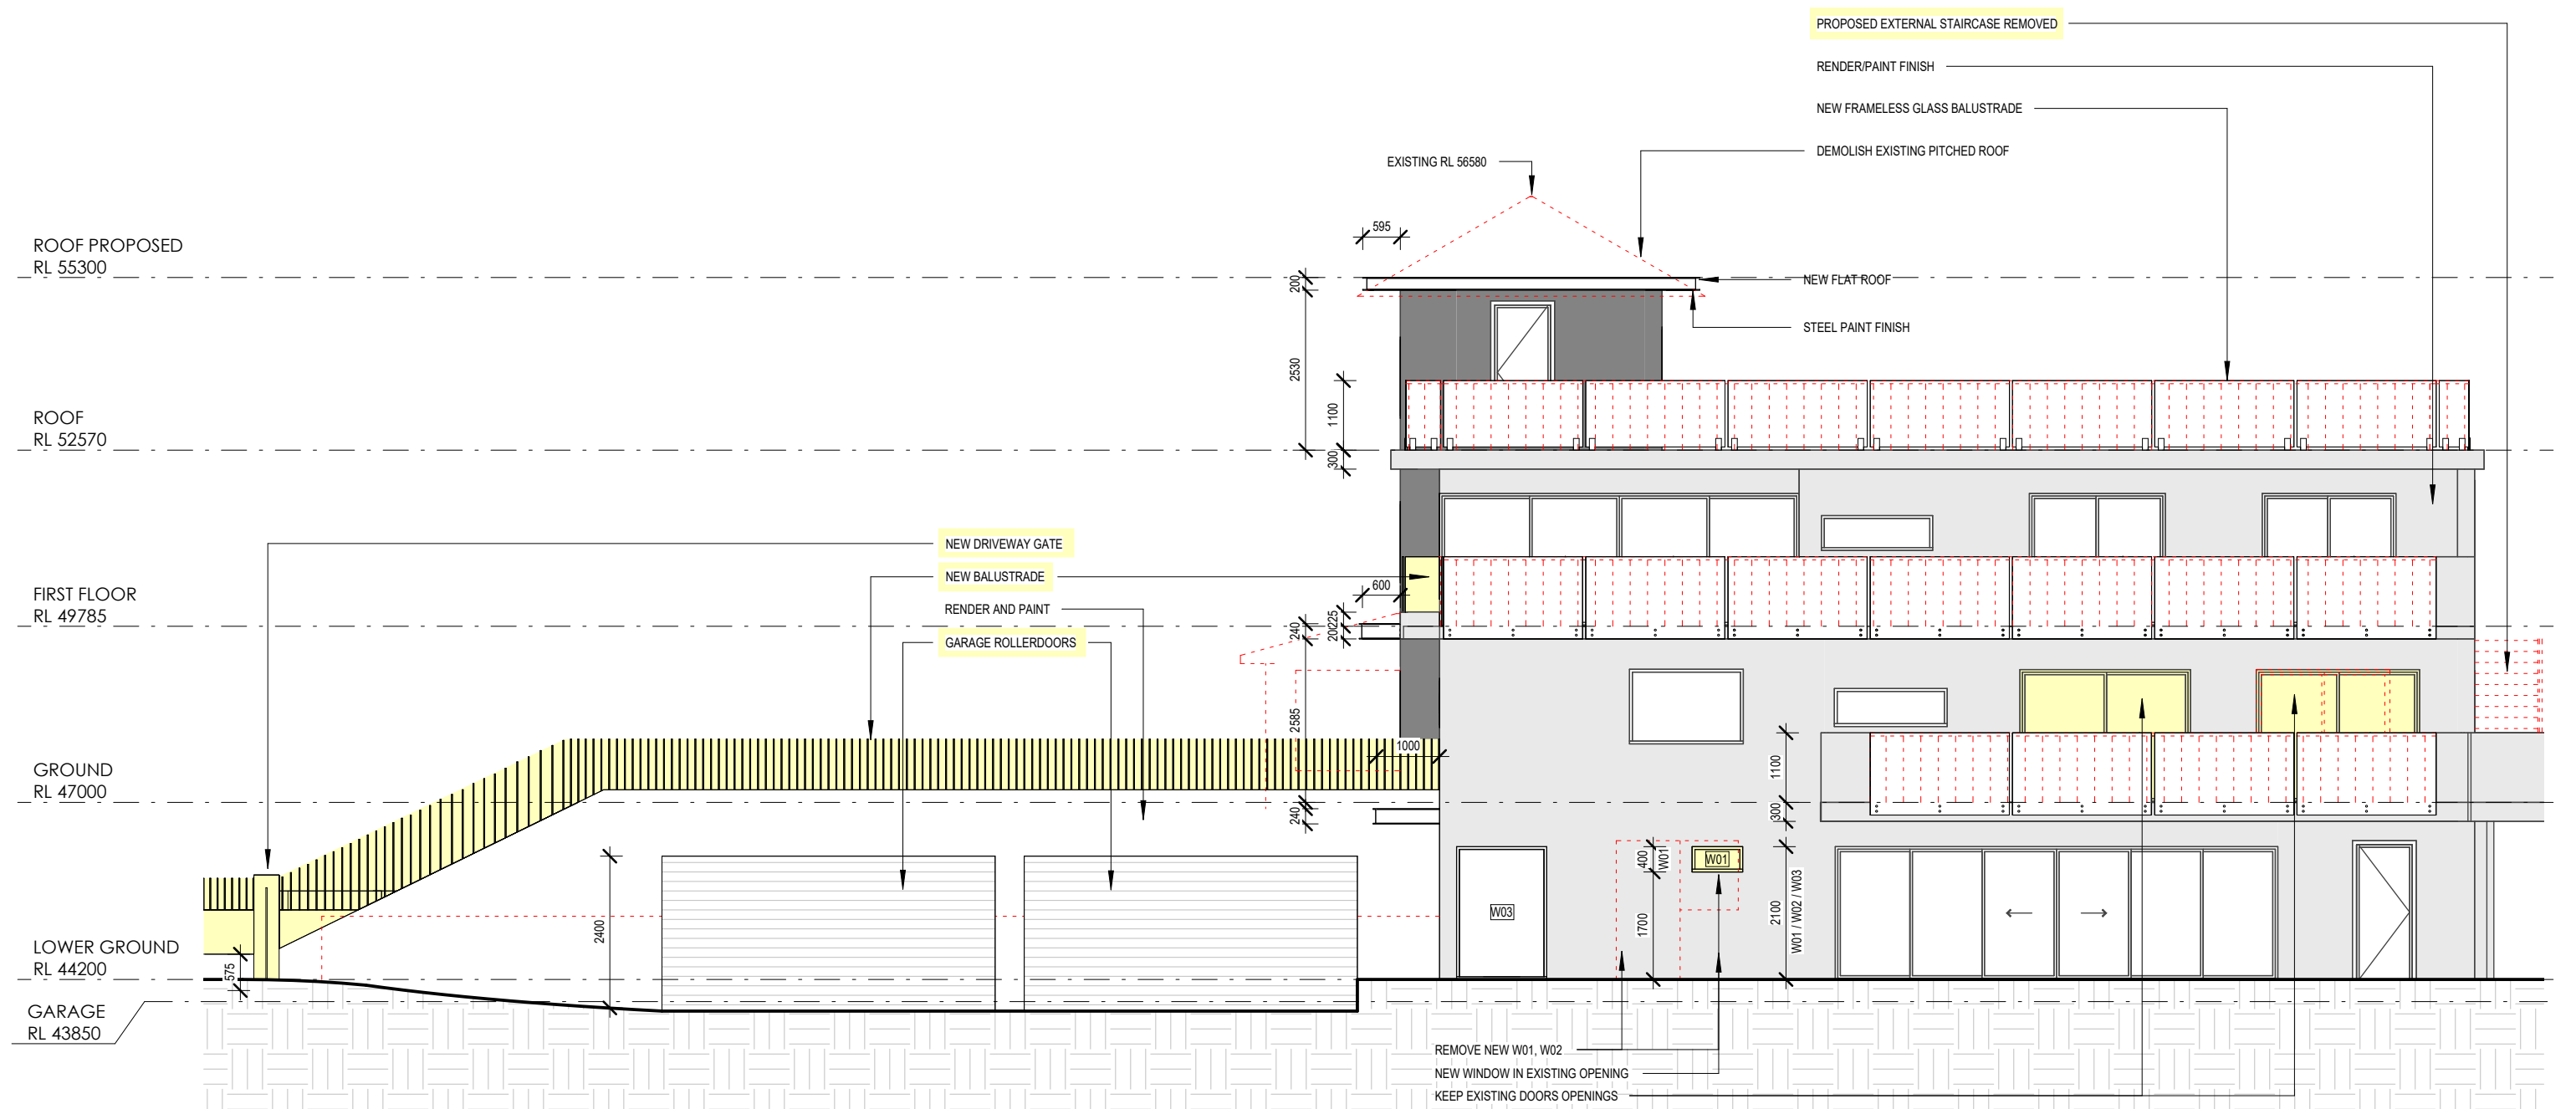 PROPOSED EXTERNAL STAIRCASE REMOVED
RENDER/PAINT FINISH
NEW FRAMELESS GLASS BALUSTRADE
DEMOLISH EXISTING PITCHED ROOF
EXISTING RL 56580
595
ROOF PROPOSED
RL 55300
200
NEW FLAT ROOF
STEEL PAINT FINISH
2530
1100
ROOF
RL 52570
300
NEW DRIVEWAY GATE
NEW BALUSTRADE
RENDER AND PAINT
GARAGE ROLLERDOORS
600
FIRST FLOOR
RL 49785
240
225
20
2585
1000
1100
GROUND
RL 47000
240
300
400
W01
W01
2400
1700
2100
W01 / W02 / W03
W03
LOWER GROUND
RL 44200
575
GARAGE
RL 43850
REMOVE NEW W01, W02
NEW WINDOW IN EXISTING OPENING
KEEP EXISTING DOORS OPENINGS